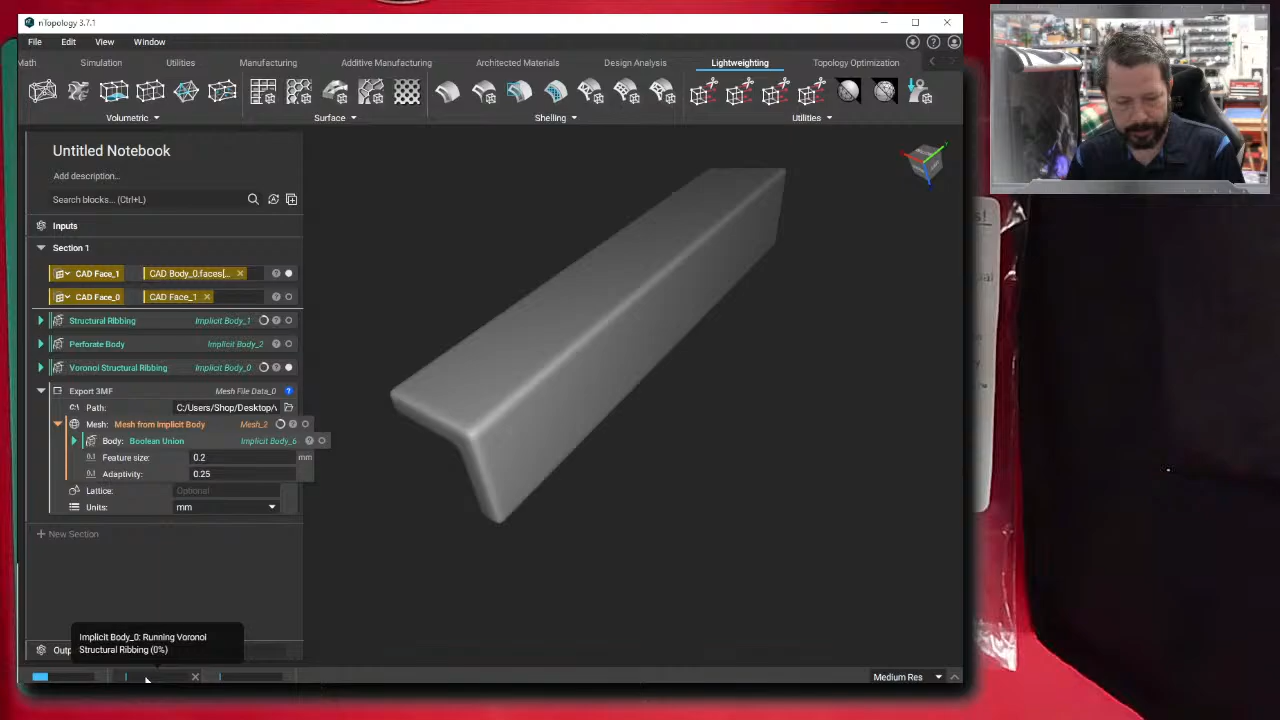 nTopology 3.7.1
File Edit View Window
Math Simulation Utilities Manufacturing Additive Manufacturing Architected Materials Design Analysis Lightweighting Topology Optimization
Volumetric Surface Shelling Utilities
Untitled Notebook
Add description...
Search blocks... (Ctrl+L)
Inputs
Section 1
CAD Face_1 CAD Body_0.faces[...
CAD Face_0 CAD Face_1
Structural Ribbing Implicit Body_1
Perforate Body Implicit Body_2
Voronoi Structural Ribbing Implicit Body_0
Export 3MF Mesh File Data_0
Path: C:/Users/Shop/Desktop/v
Mesh: Mesh from Implicit Body Mesh_2
Body: Boolean Union Implicit Body_6
Feature size: 0.2 mm
Adaptivity: 0.25
Lattice: Optional
Units: mm
New Section
Implicit Body_0: Running Voronoi
Structural Ribbing (0%)
Outp
Medium Res